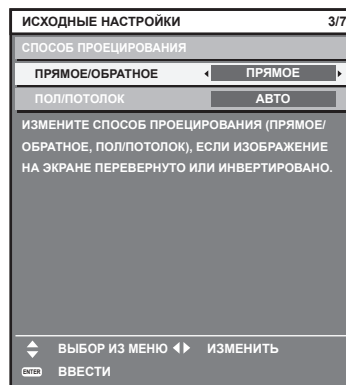 ИСХОДНЫЕ НАСТРОЙКИ 3/7
СПОСОБ ПРОЕЦИРОВАНИЯ
ПРЯМОЕ/ОБРАТНОЕ ПРЯМОЕ
ПОЛ/ПОТОЛОК АВТО
ИЗМЕНИТЕ СПОСОБ ПРОЕЦИРОВАНИЯ (ПРЯМОЕ/
ОБРАТНОЕ, ПОЛ/ПОТОЛОК), ЕСЛИ ИЗОБРАЖЕНИЕ
НА ЭКРАНЕ ПЕРЕВЕРНУТО ИЛИ ИНВЕРТИРОВАНО.
ВЫБОР ИЗ МЕНЮ ИЗМЕНИТЬ
ENTER ВВЕСТИ